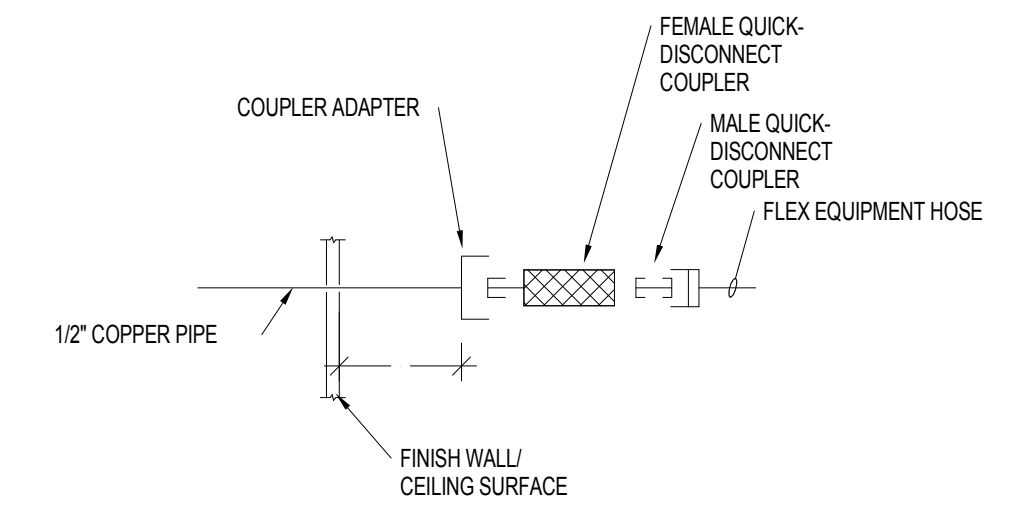 FEMALE QUICK-
DISCONNECT
COUPLER
COUPLER ADAPTER
MALE QUICK-
DISCONNECT
COUPLER
FLEX EQUIPMENT HOSE
1/2" COPPER PIPE
FINISH WALL/
CEILING SURFACE